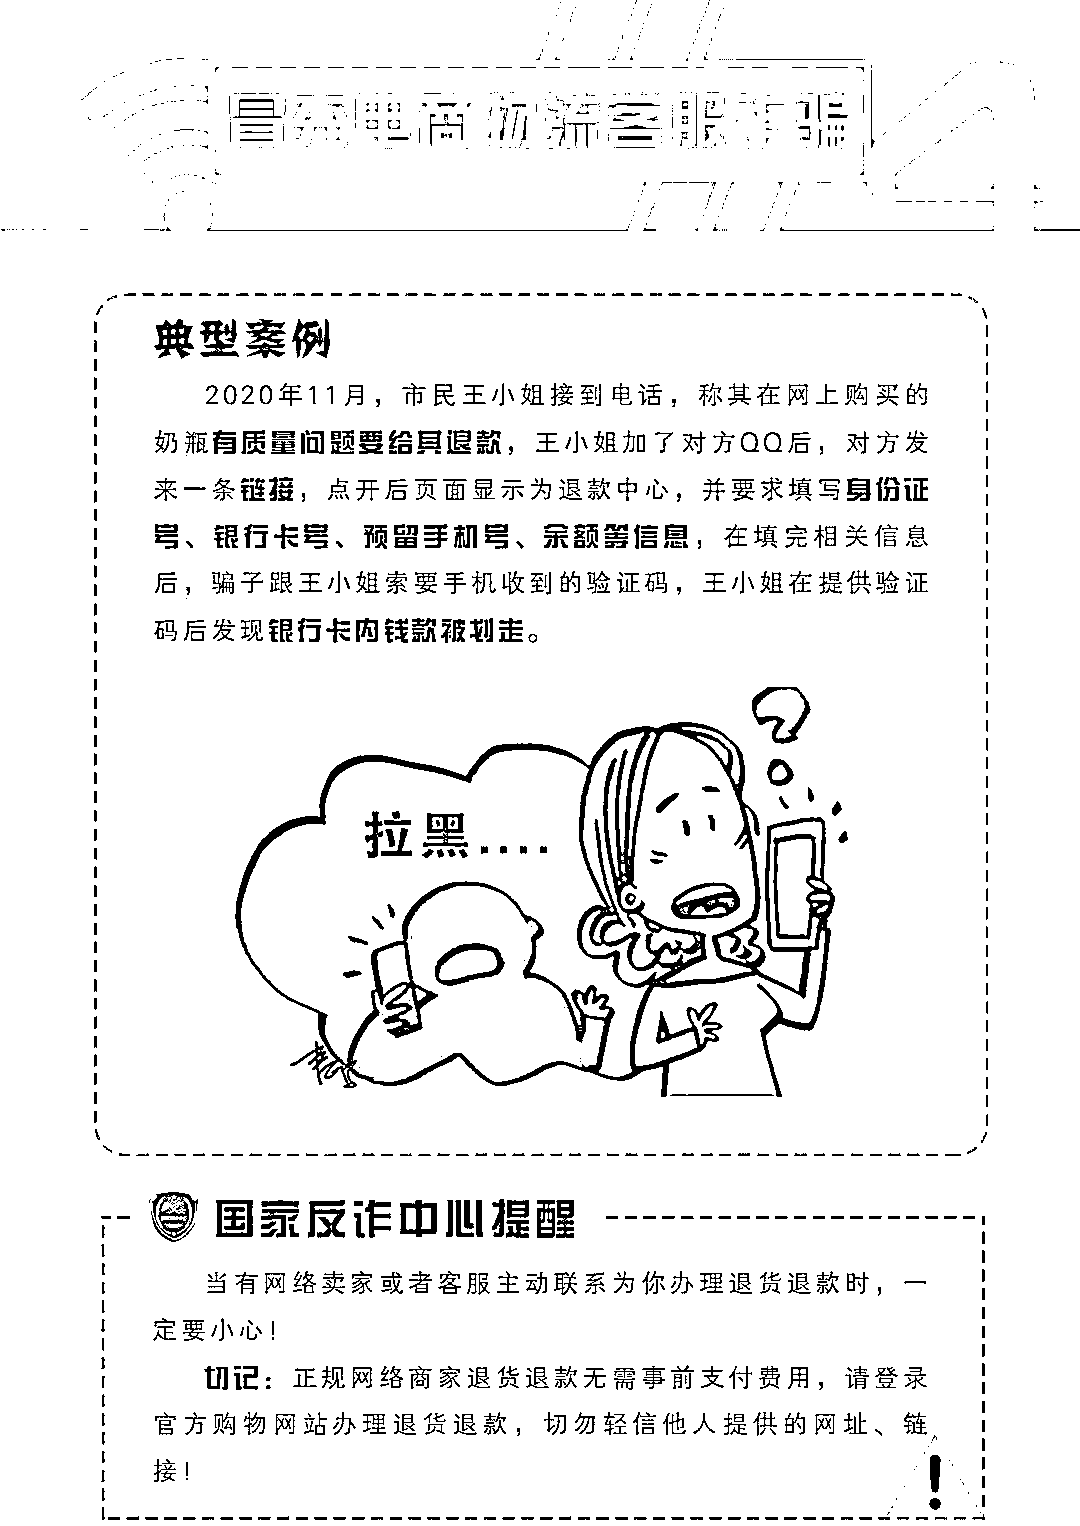 冒充电商物流客服诈骗
典型案例
2020年11月，市民王小姐接到电话，称其在网上购买的
奶瓶有质量问题要给其退款，王小姐加了对方QQ后，对方发
来一条链接，点开后页面显示为退款中心，并要求填写身份证
号、银行卡号、预留手机号、余额等信息，在填完相关信息
后，骗子跟王小姐索要手机收到的验证码，王小姐在提供验证
码后发现银行卡内钱款被划走。
拉黑....
国家反诈中心提醒
当有网络卖家或者客服主动联系为你办理退货退款时，一
定要小心！
切记：正规网络商家退货退款无需事前支付费用，请登录
官方购物网站办理退货退款，切勿轻信他人提供的网址、链
接！